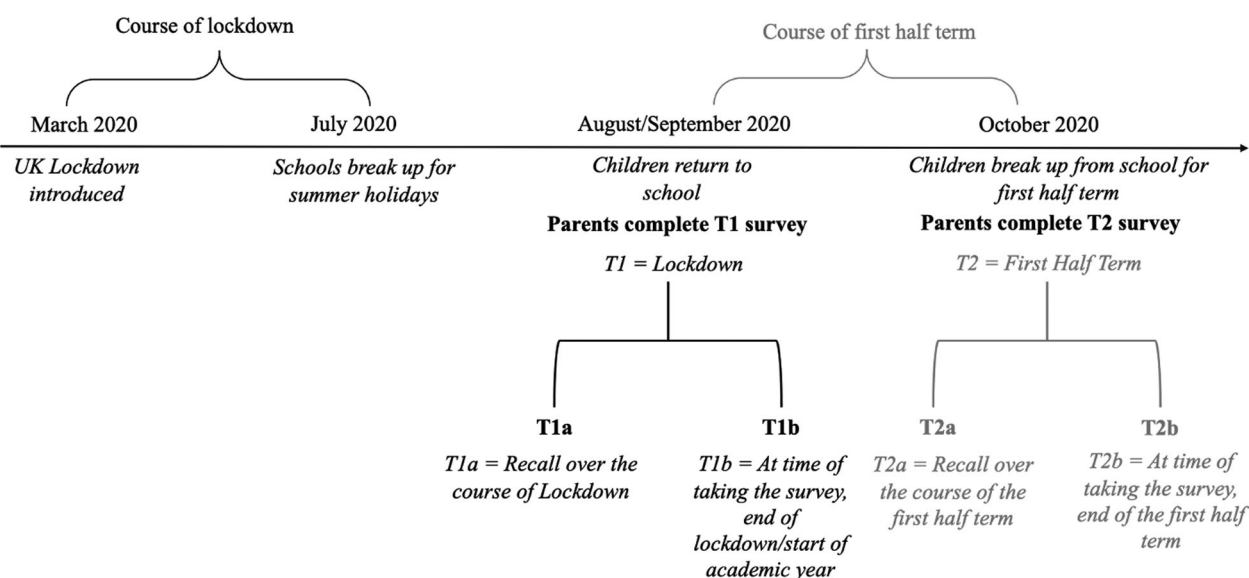 Course of lockdown
Course of first half term
March 2020
July 2020
August/September 2020
October 2020
UK Lockdown
introduced
Schools break up for
summer holidays
Children return to
school
Parents complete T1 survey
Children break up from school for
first half term
Parents complete T2 survey
T1 = Lockdown
T2 = First Half Term
T1a
T1a = Recall over the
course of Lockdown
T1b
T1b = At time of
taking the survey,
end of
lockdown/start of
academic year
T2a
T2a = Recall over
the course of the
first half term
T2b
T2b = At time of
taking the survey,
end of the first half
term